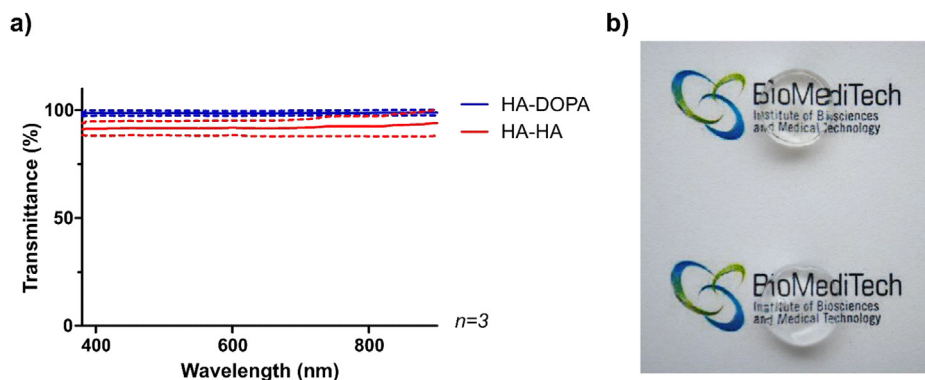 a)
b)
100
50
0
Transmittance (%)
400
600
800
Wavelength (nm)
HA-DOPA
HA-HA
n=3
BioMediTech
Institute of Biosciences
and Medical Technology
BioMediTech
Institute of Biosciences
and Medical Technology